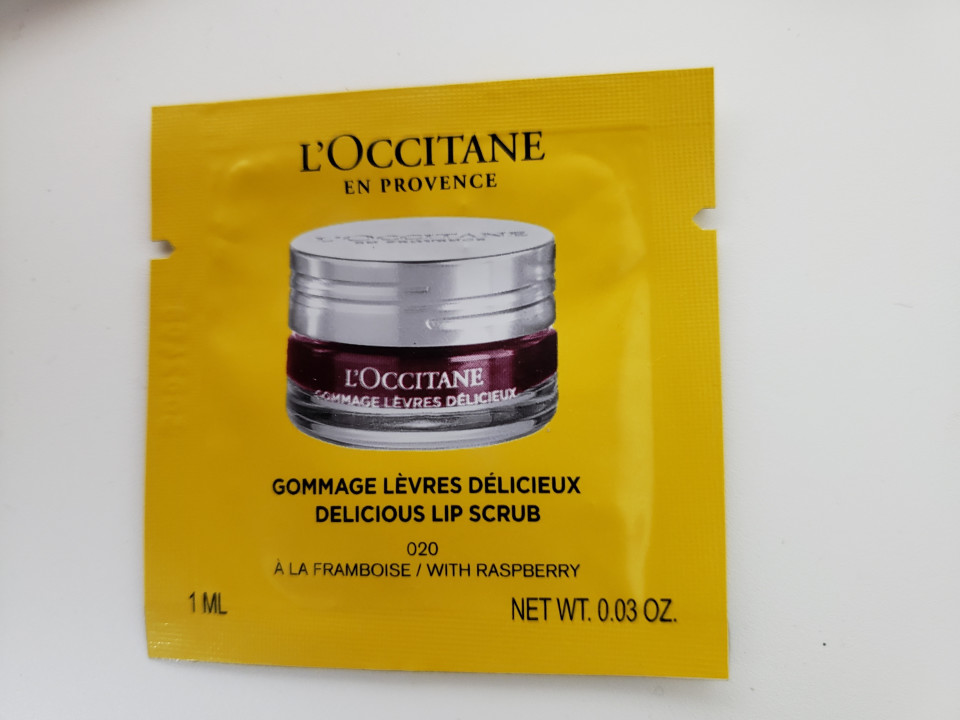 L'OCCITANE
EN PROVENCE
L'OCCITANE
GOMMAGE LÈVRES DÉLICIEUX
GOMMAGE LÈVRES DÉLICIEUX
DELICIOUS LIP SCRUB
020
À LA FRAMBOISE / WITH RASPBERRY
1 ML
NET WT. 0.03 OZ.